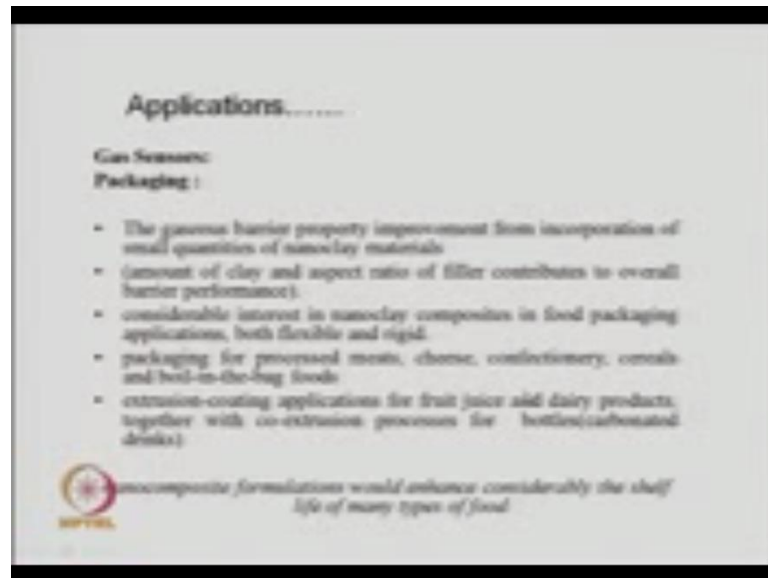 Applications.......
Gas Sensors:
Packaging :
• The gaseous barrier property improvement from incorporation of
small quantities of nanoclay materials
• (amount of clay and aspect ratio of filler contributes to overall
barrier performance).
• considerable interest in nanoclay composites in food packaging
applications, both flexible and rigid.
• packaging for processed meats, cheese, confectionery, cereals
and boil-in-the-bag foods
• extrusion-coating applications for fruit juice and dairy products,
together with co-extrusion processes for bottles(carbonated
drinks)
nocomposite formulations would enhance considerably the shelf
life of many types of food
NPTEL